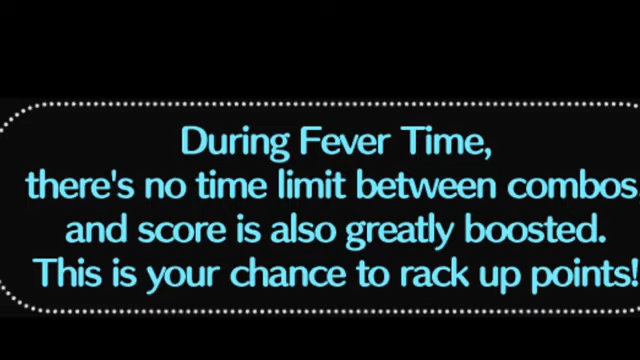 During Fever Time,
there's no time limit between combos
and score is also greatly boosted.
This is your chance to rack up points!